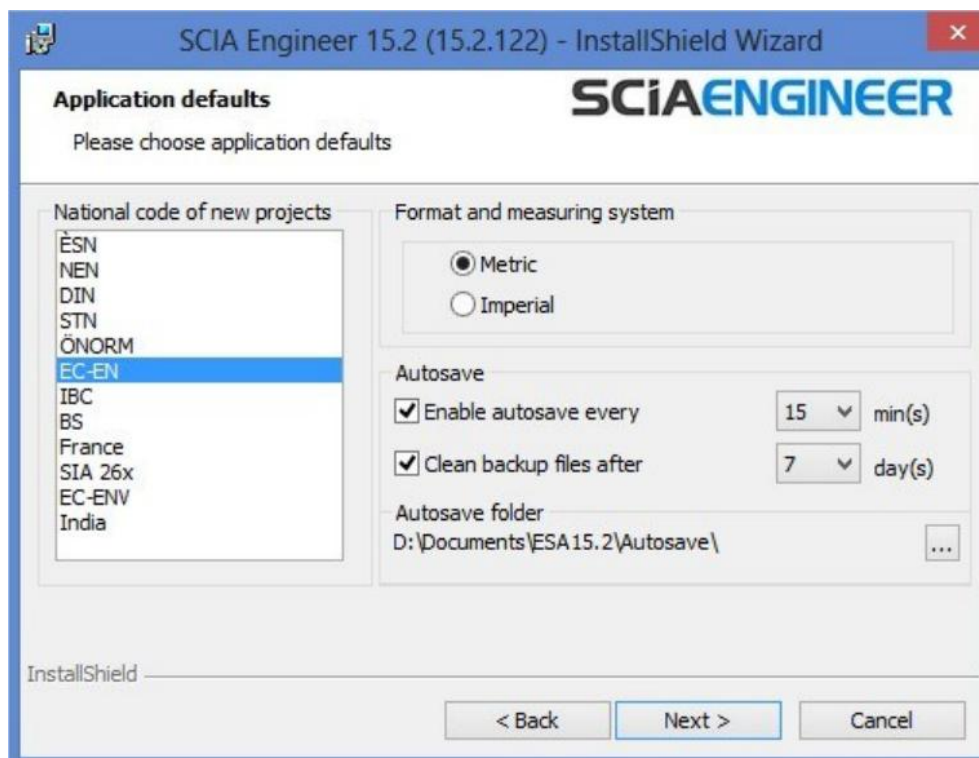 SCIA Engineer 15.2 (15.2.122) - InstallShield Wizard
Application defaults
SCiAENGINEER
Please choose application defaults
National code of new projects
ÈSN
NEN
DIN
STN
ÖNORM
EC-EN
IBC
BS
France
SIA 26x
EC-ENV
India
Format and measuring system
Metric
Imperial
Autosave
Enable autosave every 15 min(s)
Clean backup files after 7 day(s)
Autosave folder
D:\Documents\ESA15.2\Autosave\
...
InstallShield
< Back Next > Cancel